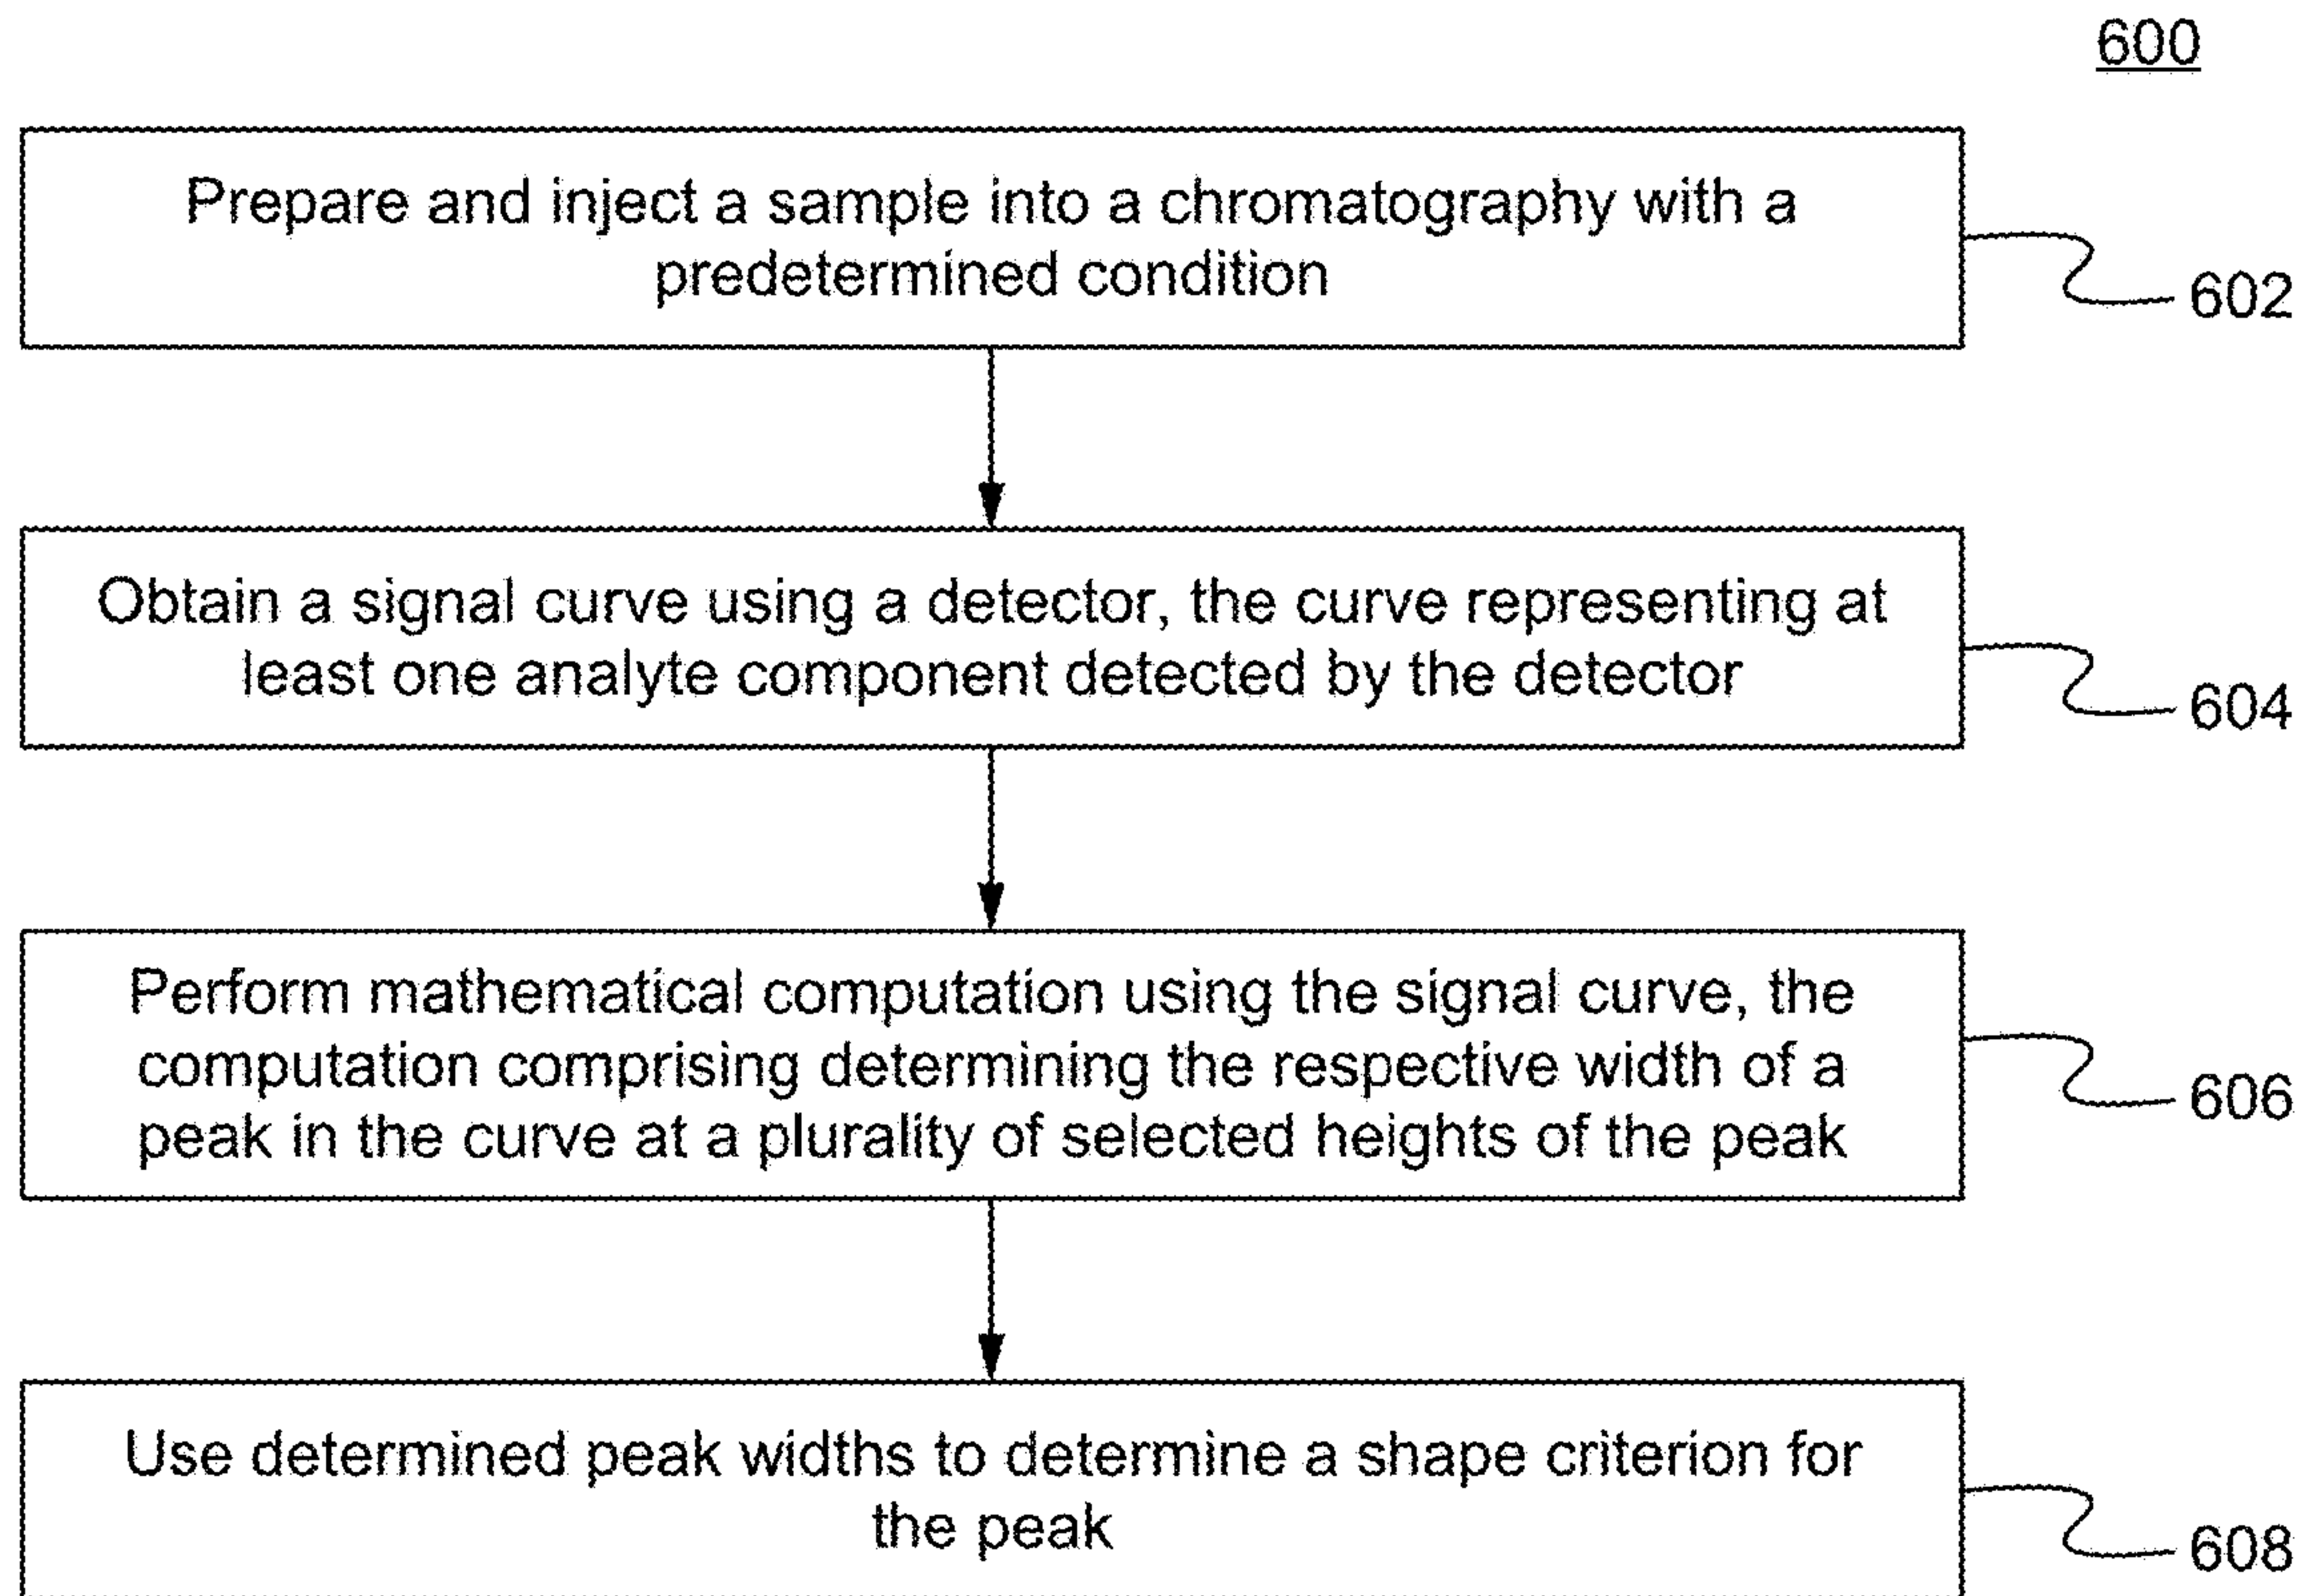 600
Prepare and inject a sample into a chromatography with a
predetermined condition
602
Obtain a signal curve using a detector, the curve representing at
least one analyte component detected by the detector
604
Perform mathematical computation using the signal curve, the
computation comprising determining the respective width of a
peak in the curve at a plurality of selected heights of the peak
606
Use determined peak widths to determine a shape criterion for
the peak
608